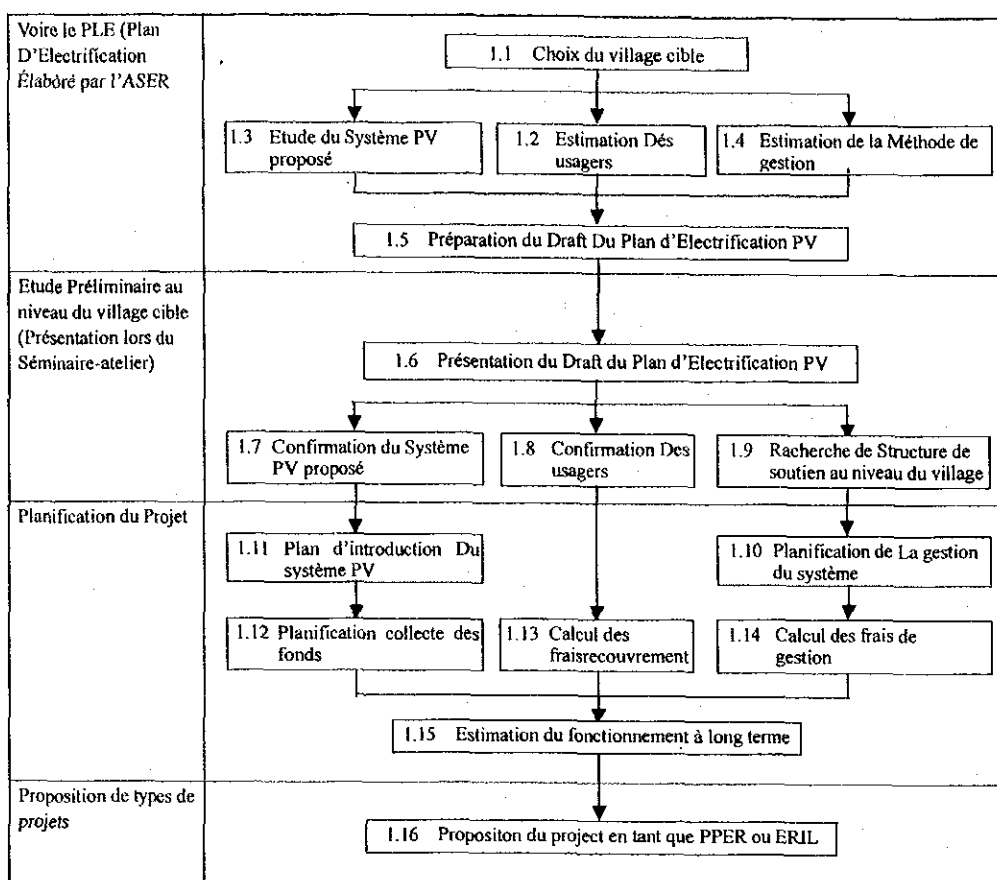 Voire le PLE (Plan
D'Electrification
Élabóré par l'ASER
1.1 Choix du village cible
1.3 Etude du Système PV
proposé
1.2 Estimation Dés
usagers
1.4 Estimation de la Méthode de
gestion
1.5 Préparation du Draft Du Plan d'Electrification PV
Etude Préliminaire au
niveau du village cible
(Présentation lors du
Séminaire-atelier)
1.6 Présentation du Draft du Plan d'Electrification PV
1.7 Confirmation du Système
PV proposé
1.8 Confirmation Des
usagers
1.9 Racherche de Structure de
soutien au niveau du village
Planification du Projet
1.11 Plan d'introduction Du
système PV
1.10 Planification de La gestion
du système
1.12 Planification collecte des
fonds
1.13 Calcul des
fraisrecouvrement
1.14 Calcul des frais de
gestion
1.15 Estimation du fonctionnement à long terme
Proposition de types de
projets
1.16 Propositon du project en tant que PPER ou ERIL